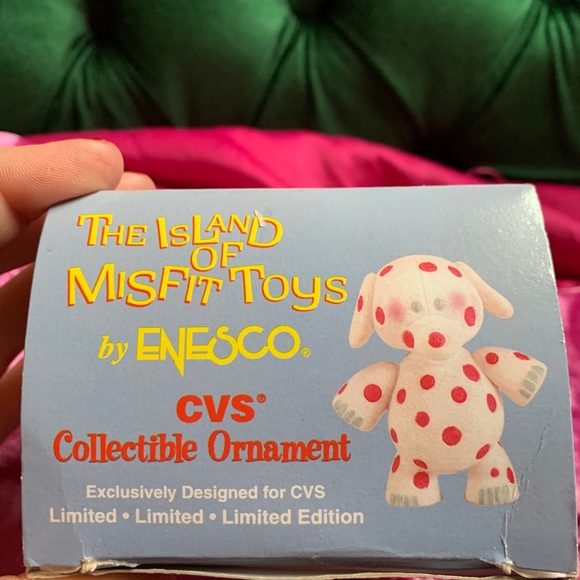 THE ISLAND
OF
MISFIT TOYS
by ENESCO®
CVS®
Collectible Ornament
Exclusively Designed for CVS
Limited • Limited • Limited Edition